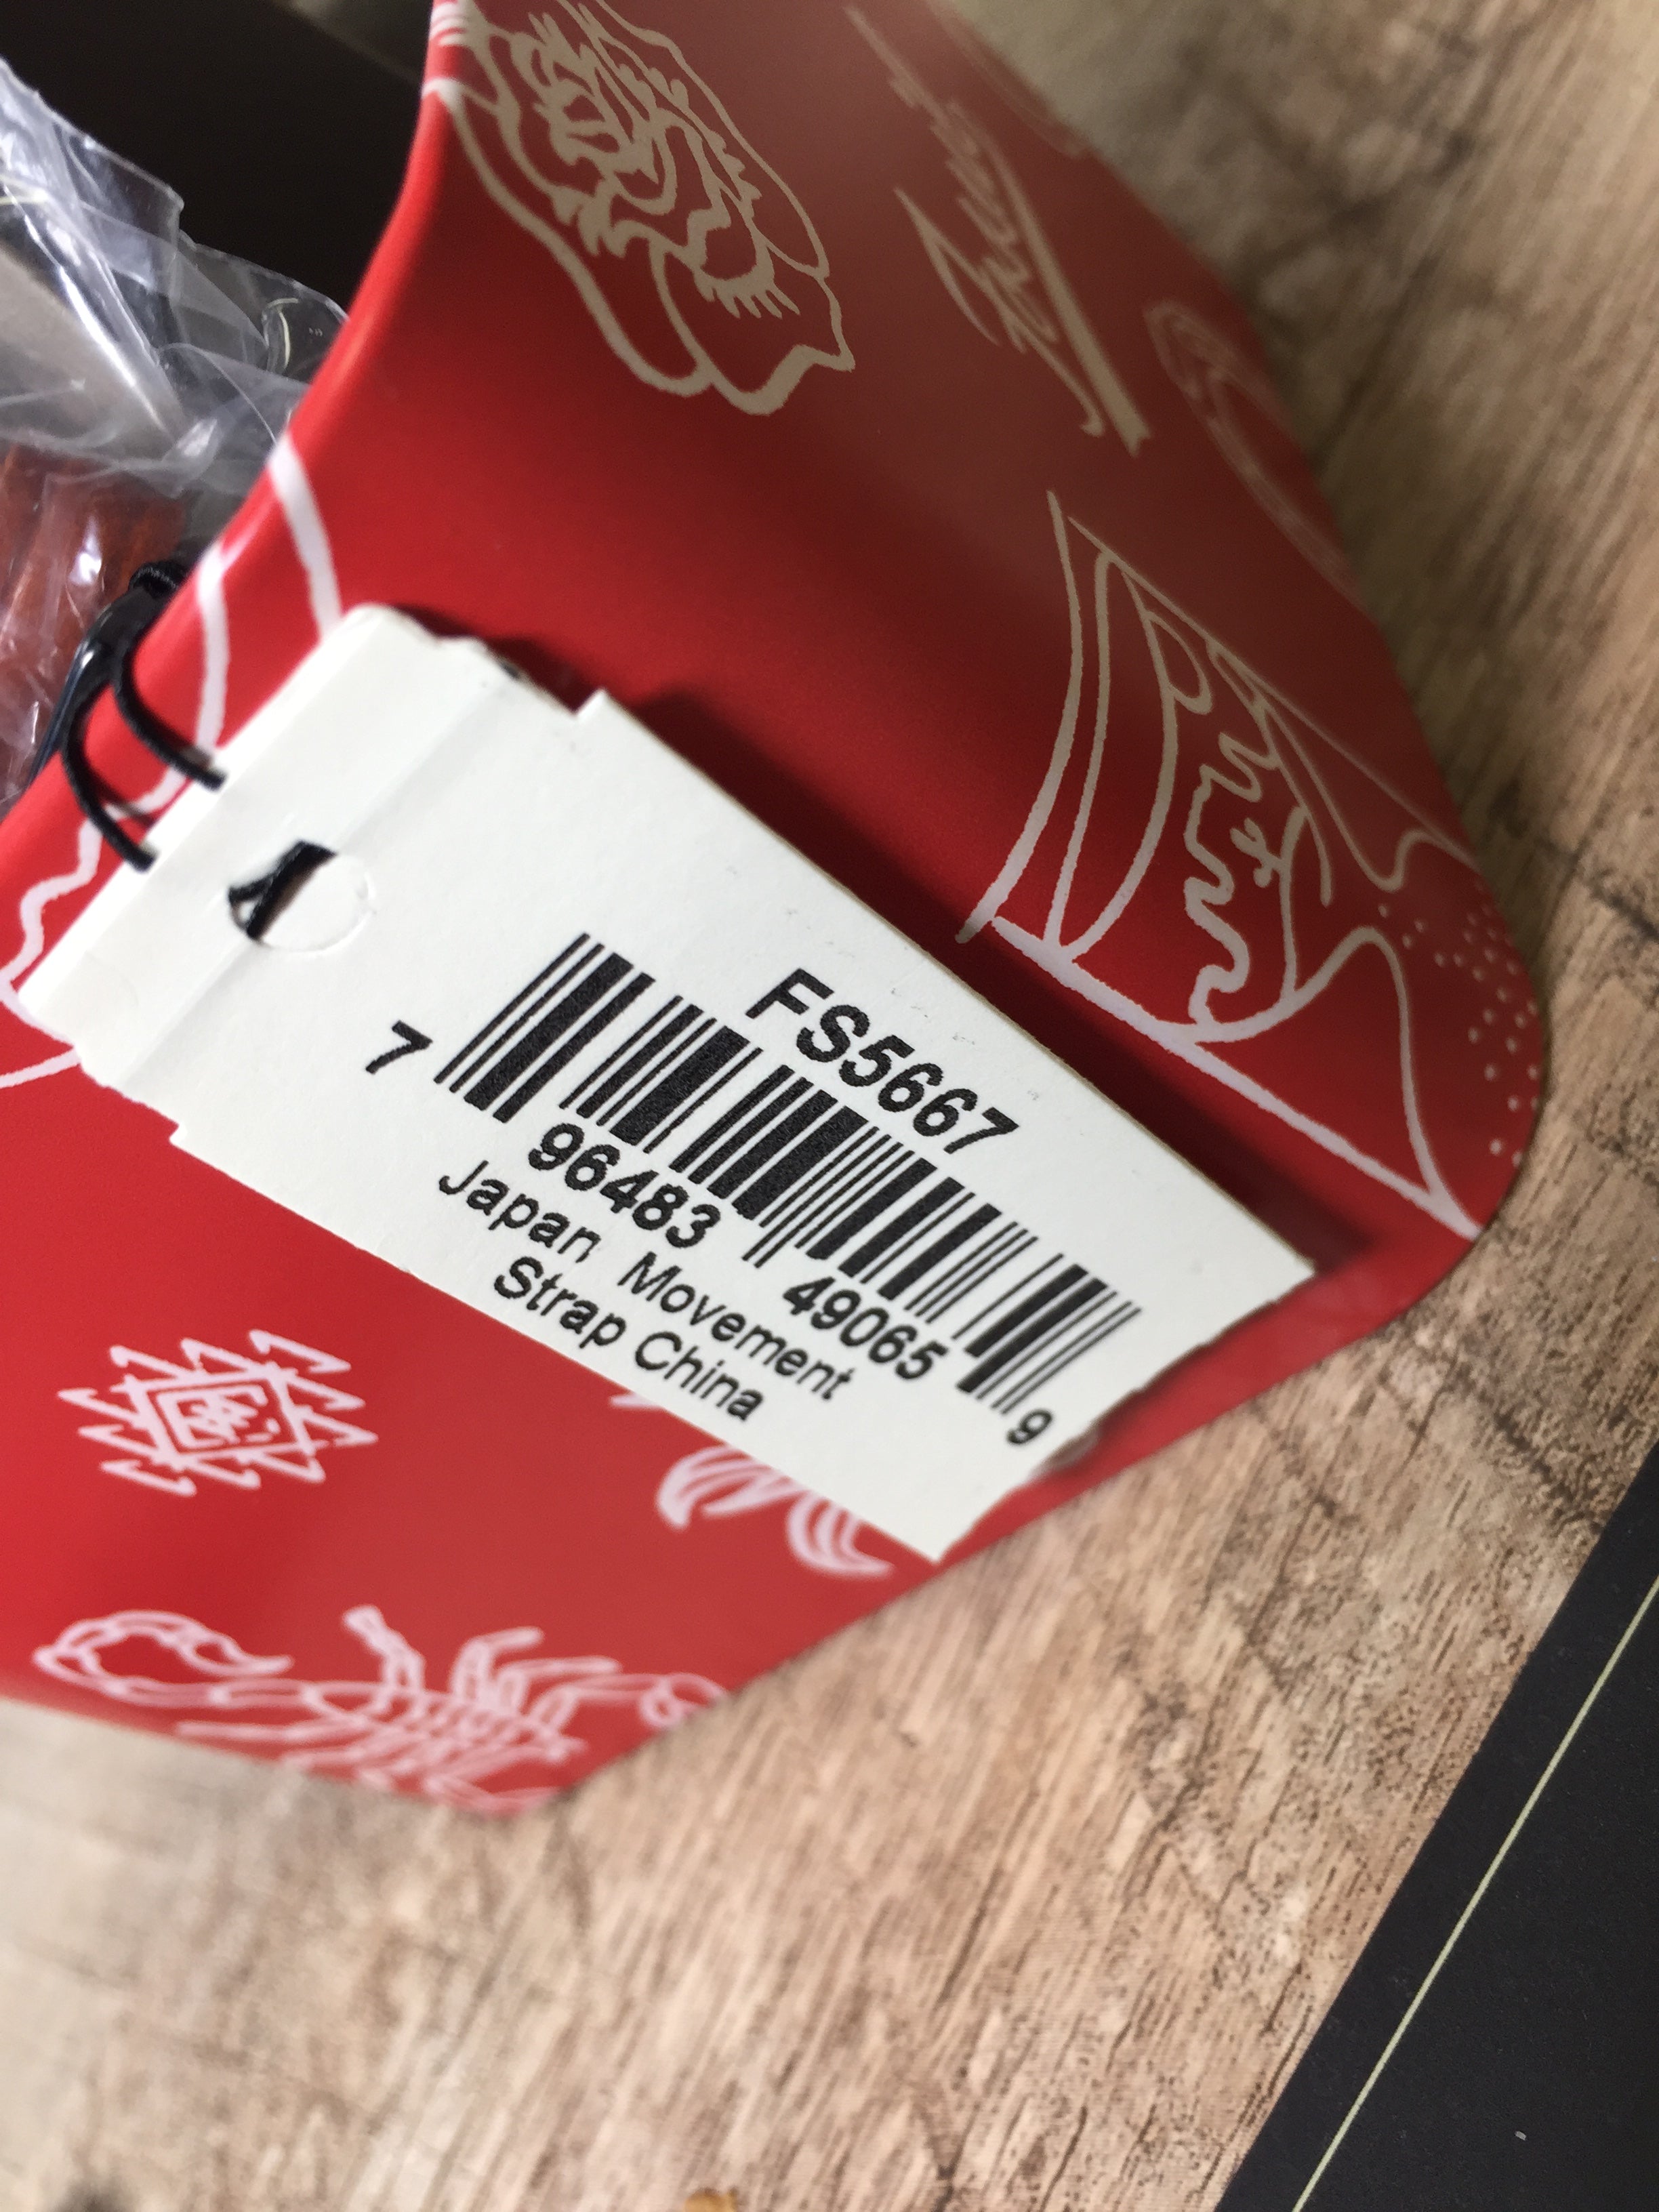 FS5667
7 96483 49065 9
Japan Movement
Strap China